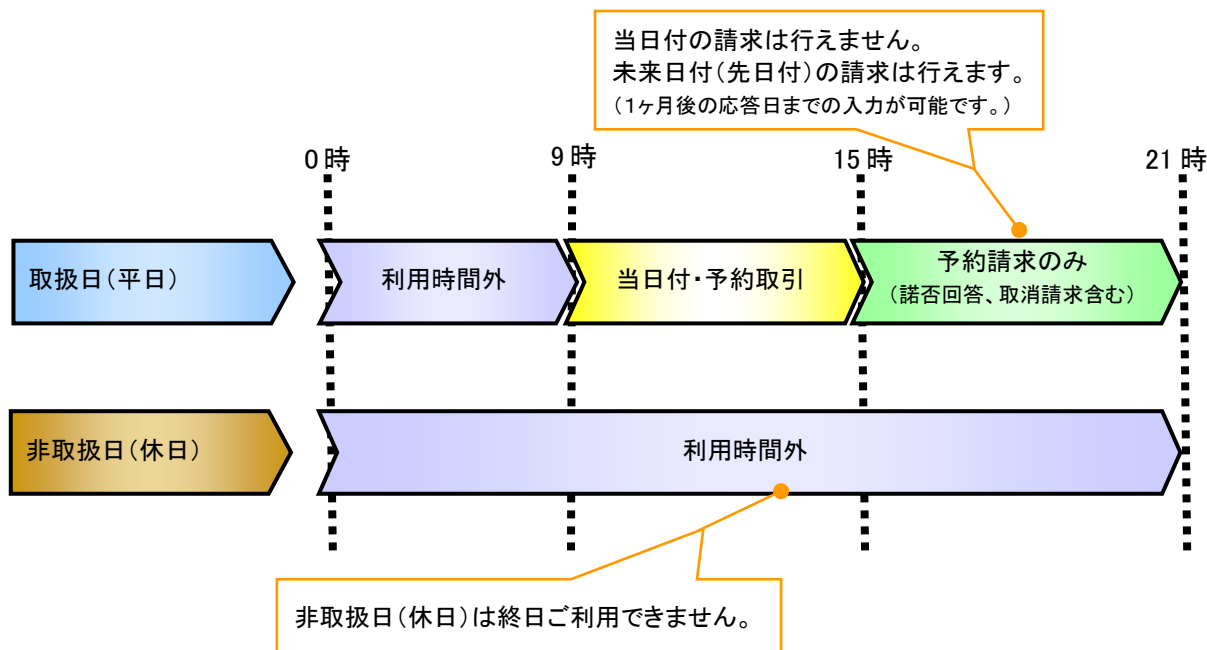 当日付の請求は行えません。
未来日付(先日付)の請求は行えます。
(1ヶ月後の応答日までの入力が可能です。)
0時
9時
15時
21時
取扱日(平日)
利用時間外
当日付・予約取引
予約請求のみ
(諾否回答、取消請求含む)
非取扱日(休日)
利用時間外
非取扱日(休日)は終日ご利用できません。